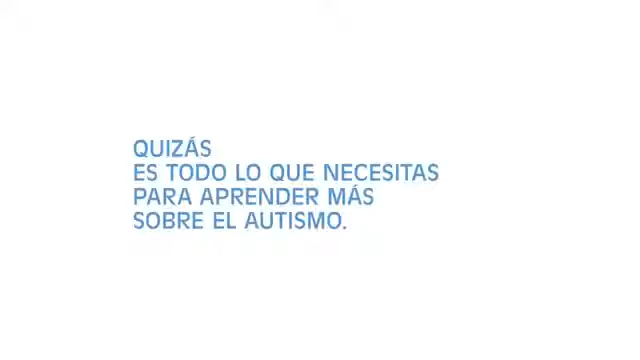 QUIZÁS
ES TODO LO QUE NECESITAS
PARA APRENDER MÁS
SOBRE EL AUTISMO.